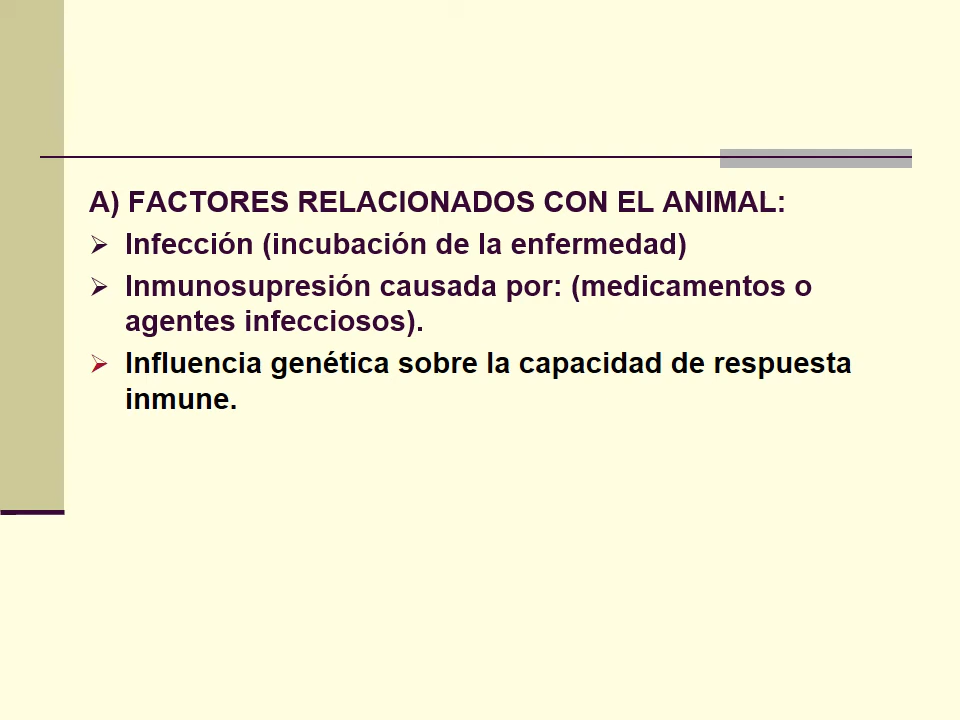 A) FACTORES RELACIONADOS CON EL ANIMAL:
Infección (incubación de la enfermedad)
Inmunosupresión causada por: (medicamentos o
agentes infecciosos).
Influencia genética sobre la capacidad de respuesta
inmune.